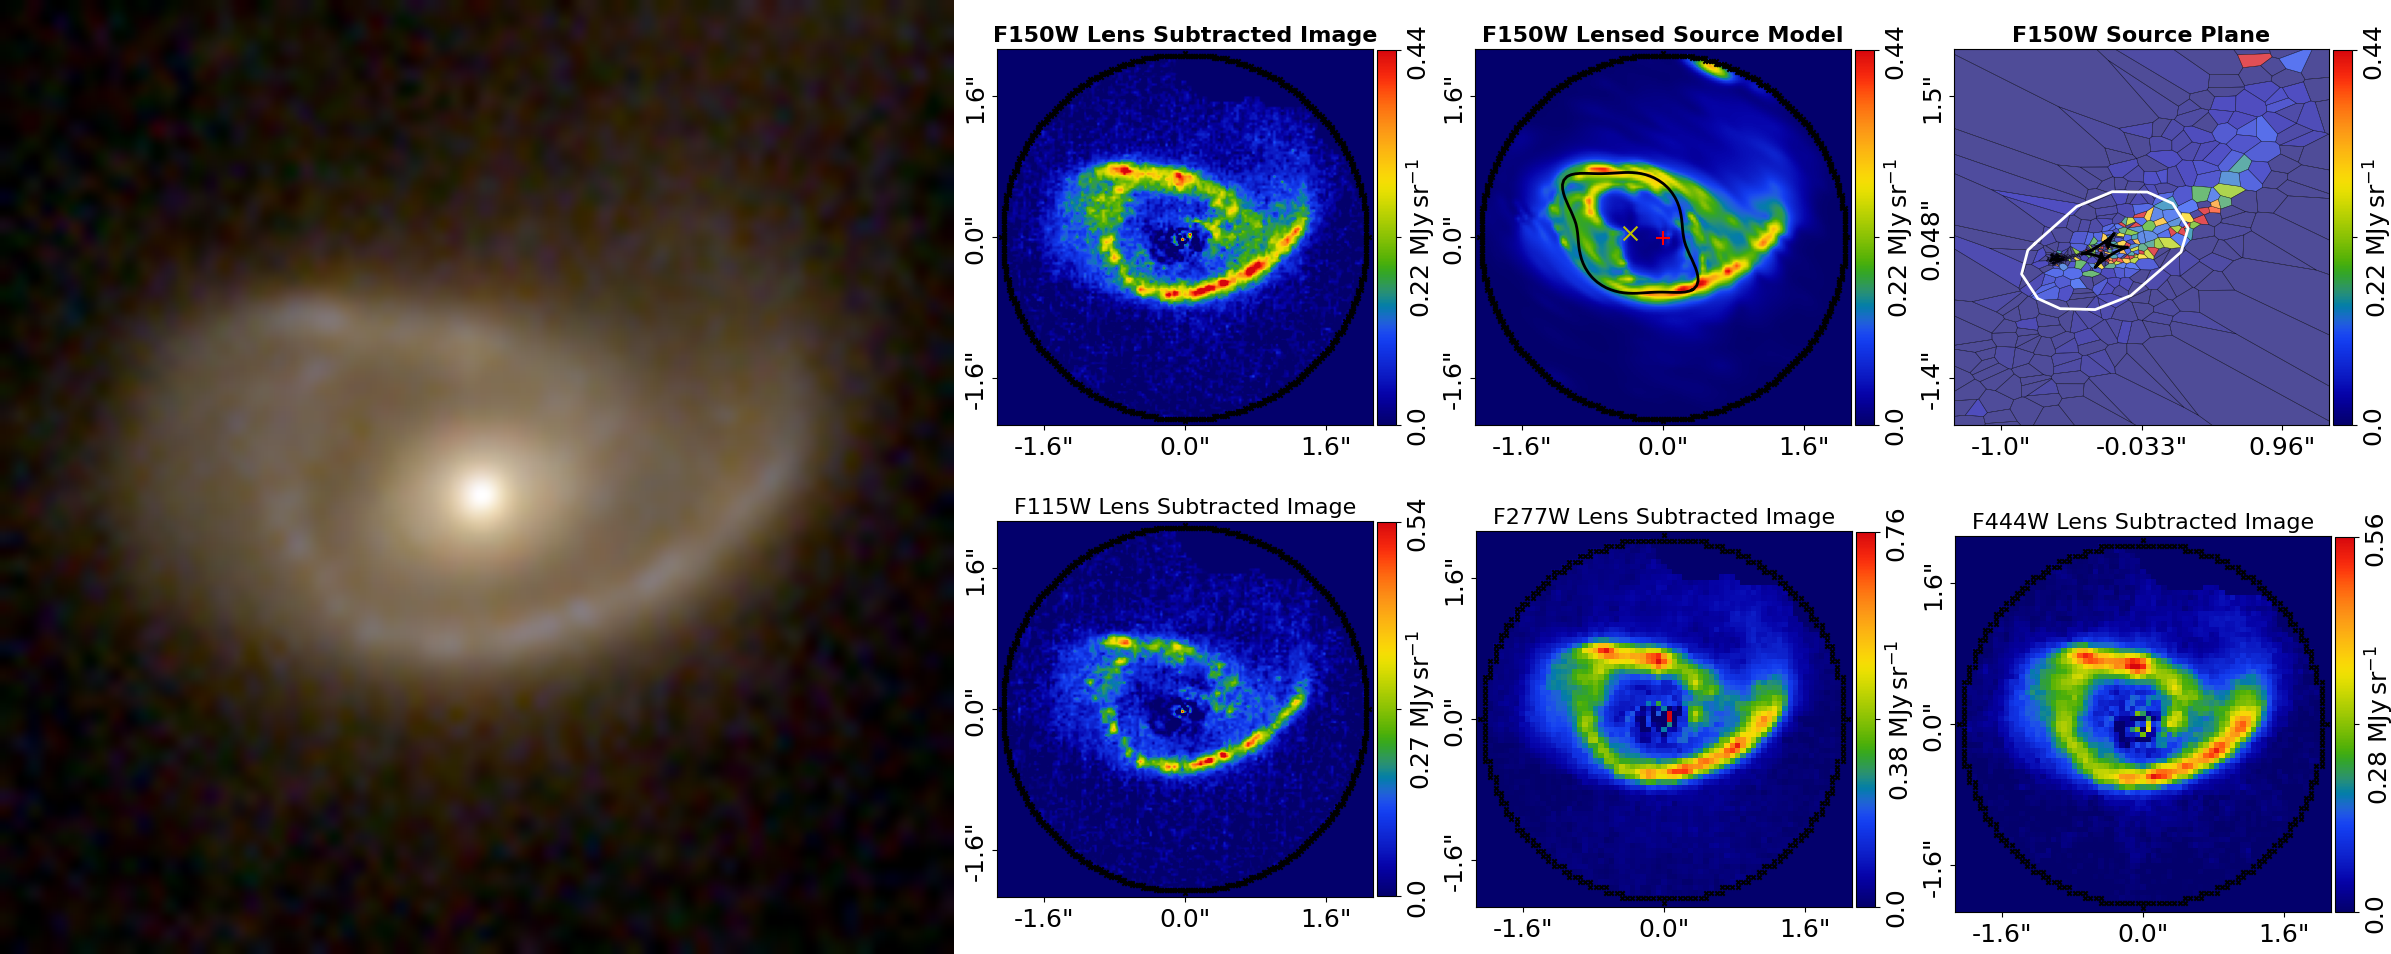 F150W Lens Subtracted Image
1.6"
0.0"
-1.6"
-1.6" 0.0" 1.6"
0.44
0.22 MJy sr−1
0.0
F150W Lensed Source Model
1.6"
0.0"
-1.6"
-1.6" 0.0" 1.6"
0.44
0.22 MJy sr−1
0.0
F150W Source Plane
1.5"
0.048"
-1.4"
-1.0" -0.033" 0.96"
0.44
0.22 MJy sr−1
0.0
F115W Lens Subtracted Image
1.6"
0.0"
-1.6"
-1.6" 0.0" 1.6"
0.54
0.27 MJy sr−1
0.0
F277W Lens Subtracted Image
1.6"
0.0"
-1.6"
-1.6" 0.0" 1.6"
0.76
0.38 MJy sr−1
0.0
F444W Lens Subtracted Image
1.6"
0.0"
-1.6"
-1.6" 0.0" 1.6"
0.56
0.28 MJy sr−1
0.0